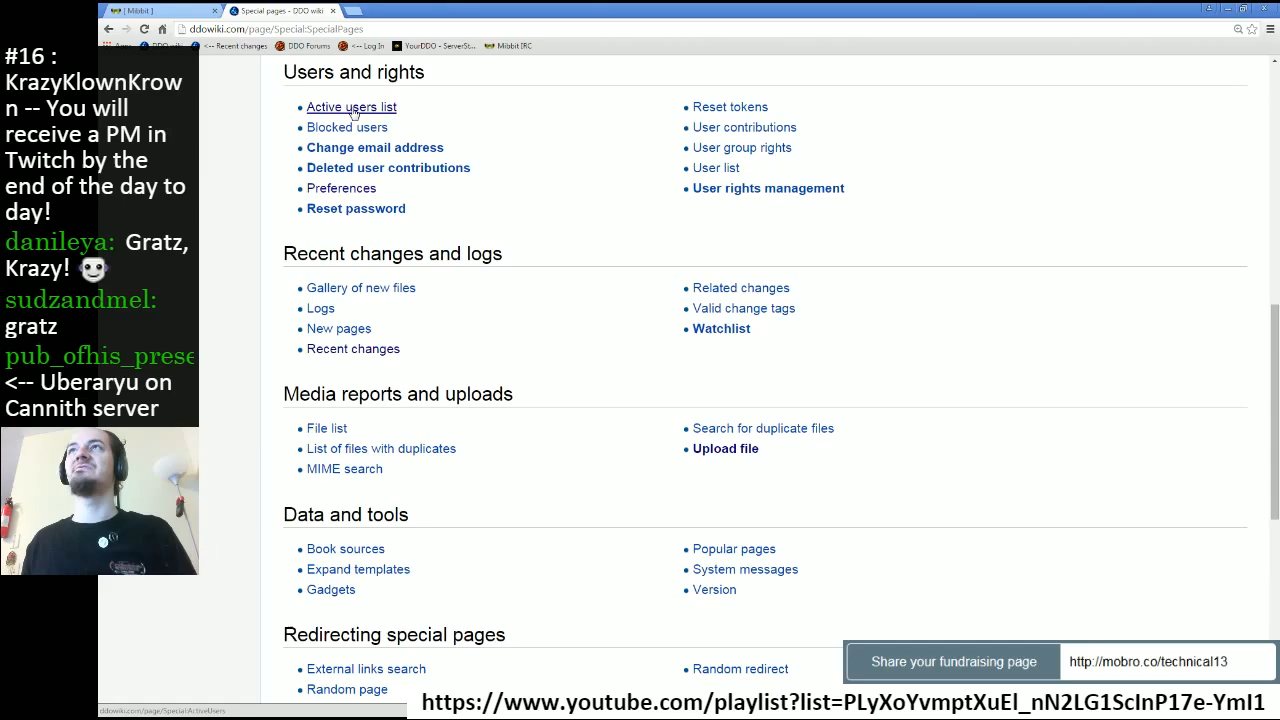 [ Mibbit ]
Special pages - DDO wiki
ddowiki.com/page/Special:SpecialPages
Apps
DDO wiki
<-- Recent changes
DDO Forums
<-- Log In
YourDDO - ServerSt...
Mibbit IRC
#16 :
KrazyKlownKrow
n -- You will
receive a PM in
Twitch by the
end of the day to
day!
danileya: Gratz,
Krazy!
sudzandmel:
gratz
pub_ofhis_prese
<-- Uberaryu on
Cannith server
Users and rights
Active users list
Blocked users
Change email address
Deleted user contributions
Preferences
Reset password
Reset tokens
User contributions
User group rights
User list
User rights management
Recent changes and logs
Gallery of new files
Logs
New pages
Recent changes
Related changes
Valid change tags
Watchlist
Media reports and uploads
File list
List of files with duplicates
MIME search
Search for duplicate files
Upload file
Data and tools
Book sources
Expand templates
Gadgets
Popular pages
System messages
Version
Redirecting special pages
External links search
Random page
Random redirect
Share your fundraising page
http://mobro.co/technical13
https://www.youtube.com/playlist?list=PLyXoYvmptXuEl_nN2LG1ScInP17e-YmI1
ddowiki.com/page/Special:ActiveUsers